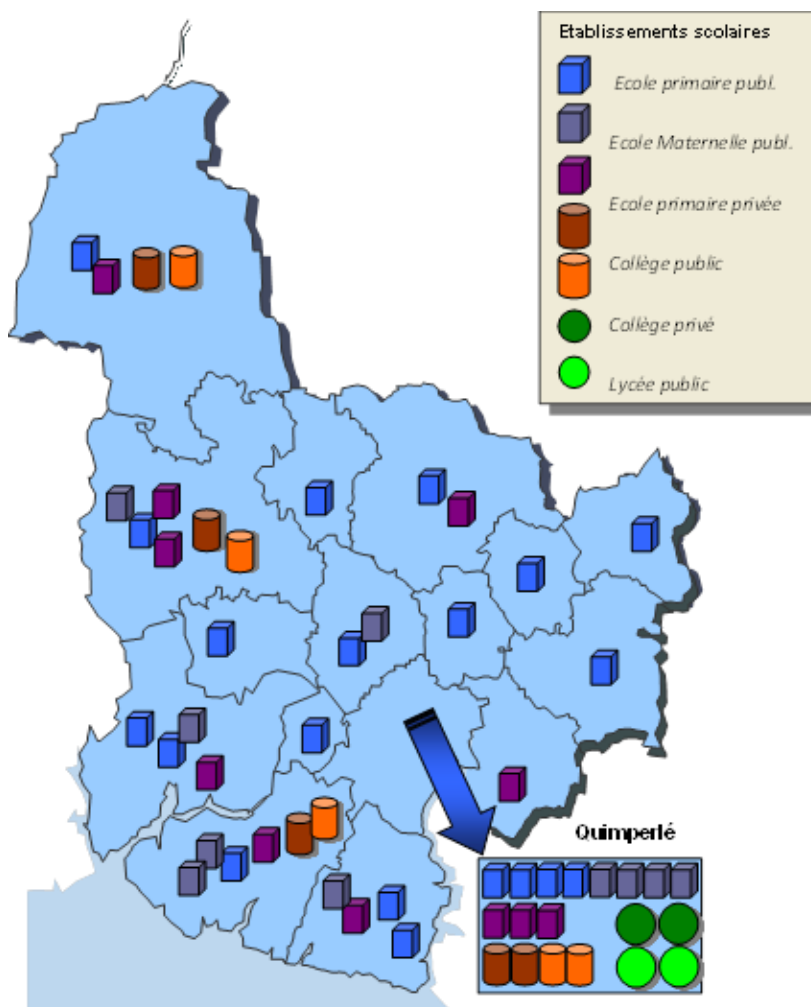 Etablissements scolaires
Ecole primaire publ.
Ecole Maternelle publ.
Ecole primaire privée
Collège public
Collège privé
Lycée public
Quimperlé